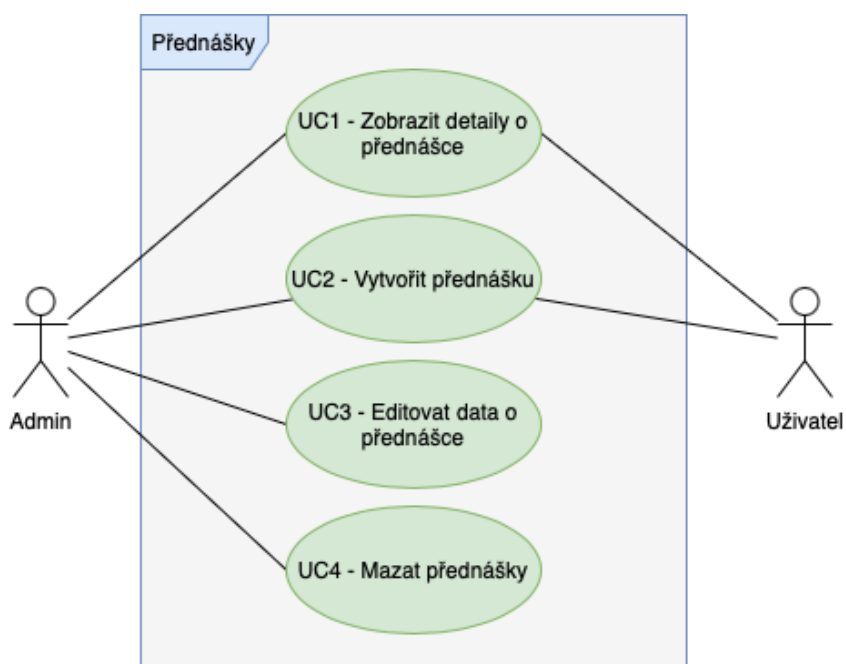 Přednášky
UC1 - Zobrazit detaily o
přednášce
UC2 - Vytvořit přednášku
UC3 - Editovat data o
přednášce
UC4 - Mazat přednášky
Admin
Uživatel